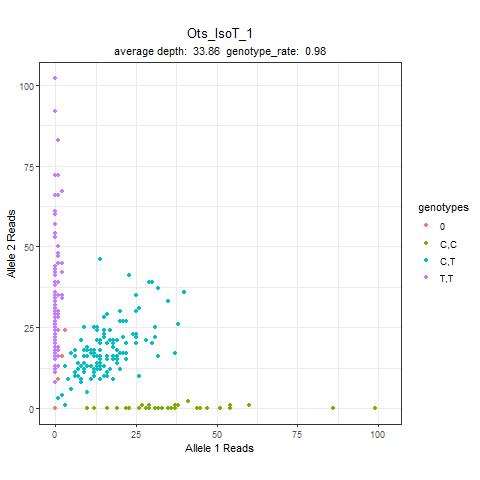 Ots_IsoT_1
average depth:  33.86  genotype_rate:  0.98
100
75
50
25
0
Allele 2 Reads
0
25
50
75
100
Allele 1 Reads
genotypes
0
C,C
C,T
T,T